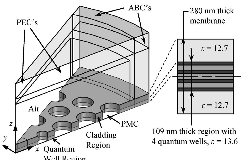 PEC's
ABC's
Air
PMC
Cladding
Region
Quantum
Well Region
z
y
x
280 nm thick
membrane
ε = 12.7
ε = 12.7
109 nm thick region with
4 quantum wells, ε = 13.6